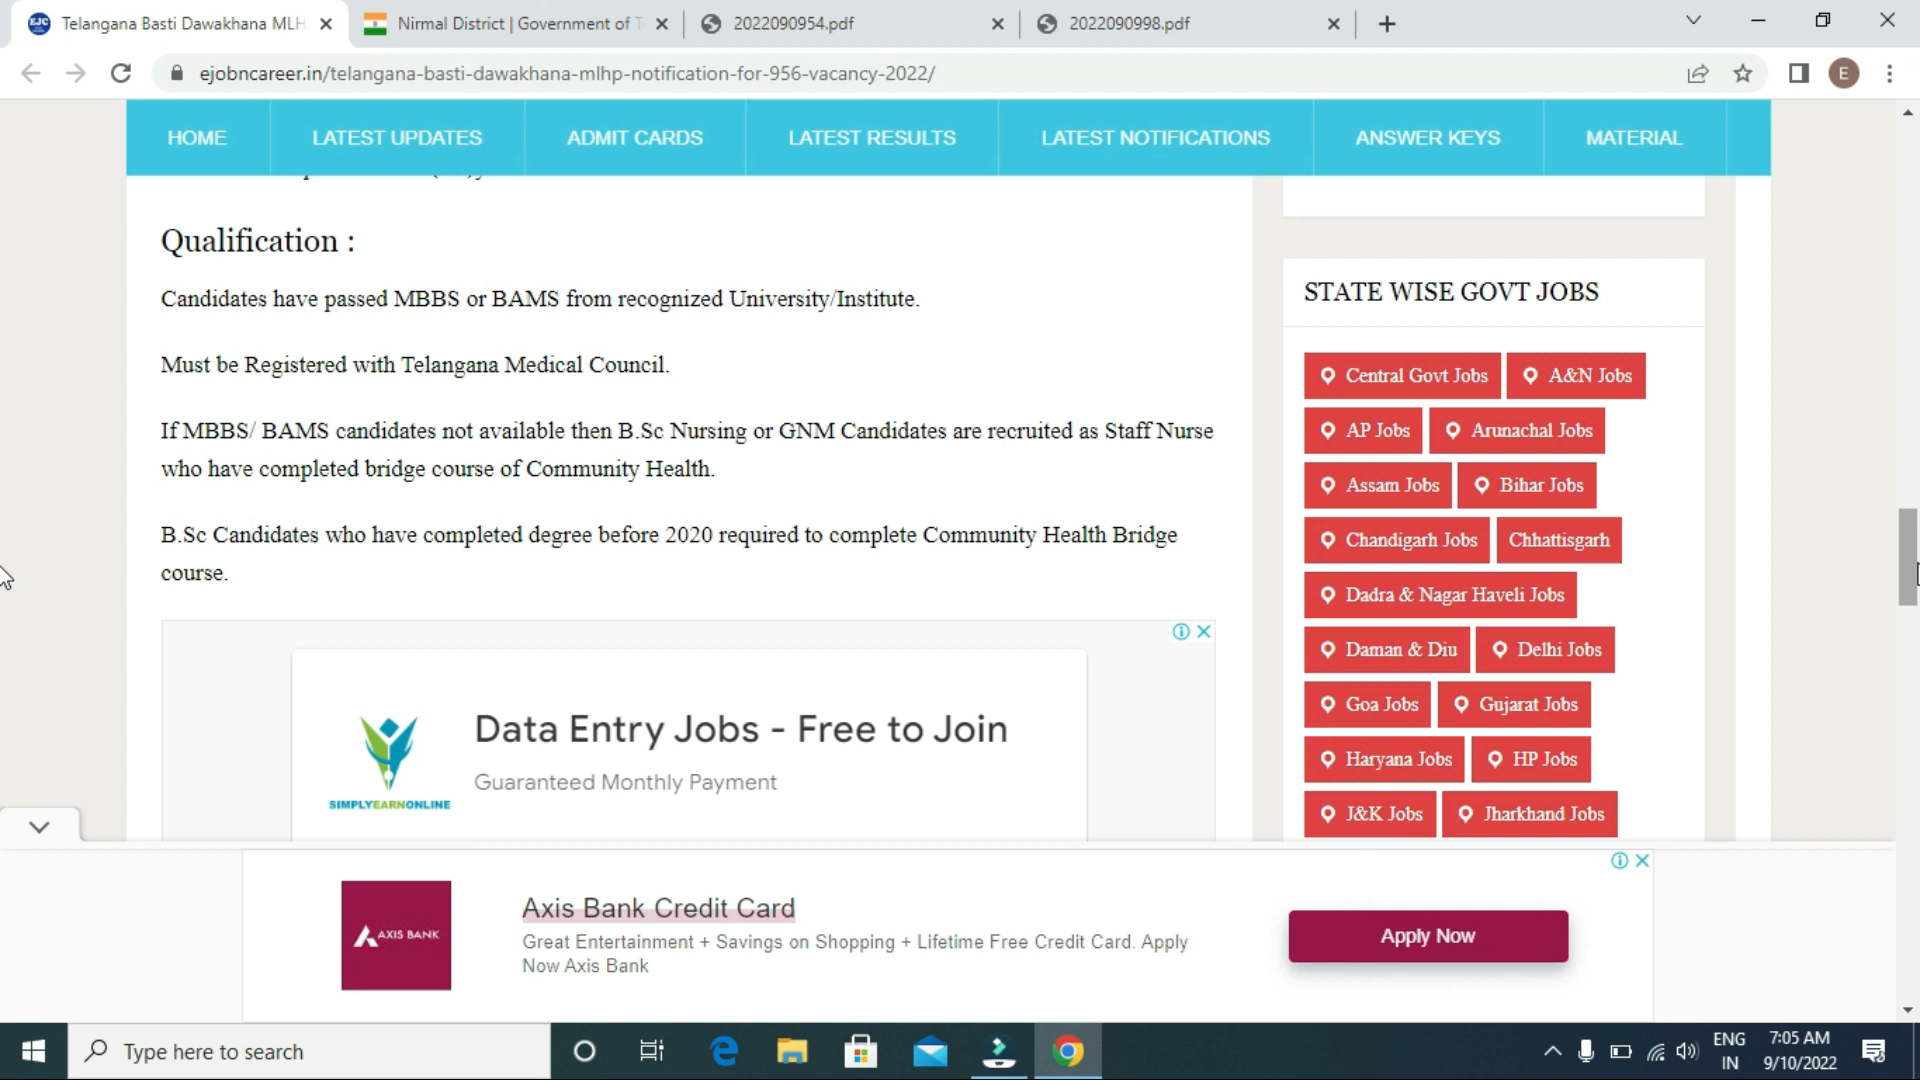 Telangana Basti Dawakhana MLH
Nirmal District | Government of T
2022090954.pdf
2022090998.pdf
ejobncareer.in/telangana-basti-dawakhana-mlhp-notification-for-956-vacancy-2022/
E
HOME
LATEST UPDATES
ADMIT CARDS
LATEST RESULTS
LATEST NOTIFICATIONS
ANSWER KEYS
MATERIAL
Qualification :
Candidates have passed MBBS or BAMS from recognized University/Institute.
Must be Registered with Telangana Medical Council.
If MBBS/ BAMS candidates not available then B.Sc Nursing or GNM Candidates are recruited as Staff Nurse
who have completed bridge course of Community Health.
B.Sc Candidates who have completed degree before 2020 required to complete Community Health Bridge
course.
STATE WISE GOVT JOBS
Central Govt Jobs
A&N Jobs
AP Jobs
Arunachal Jobs
Assam Jobs
Bihar Jobs
Chandigarh Jobs
Chhattisgarh
Dadra & Nagar Haveli Jobs
Daman & Diu
Delhi Jobs
Goa Jobs
Gujarat Jobs
Haryana Jobs
HP Jobs
J&K Jobs
Jharkhand Jobs
Data Entry Jobs - Free to Join
Guaranteed Monthly Payment
SIMPLYEARNONLINE
AXIS BANK
Axis Bank Credit Card
Great Entertainment + Savings on Shopping + Lifetime Free Credit Card. Apply
Now Axis Bank
Apply Now
Type here to search
ENG
IN
7:05 AM
9/10/2022